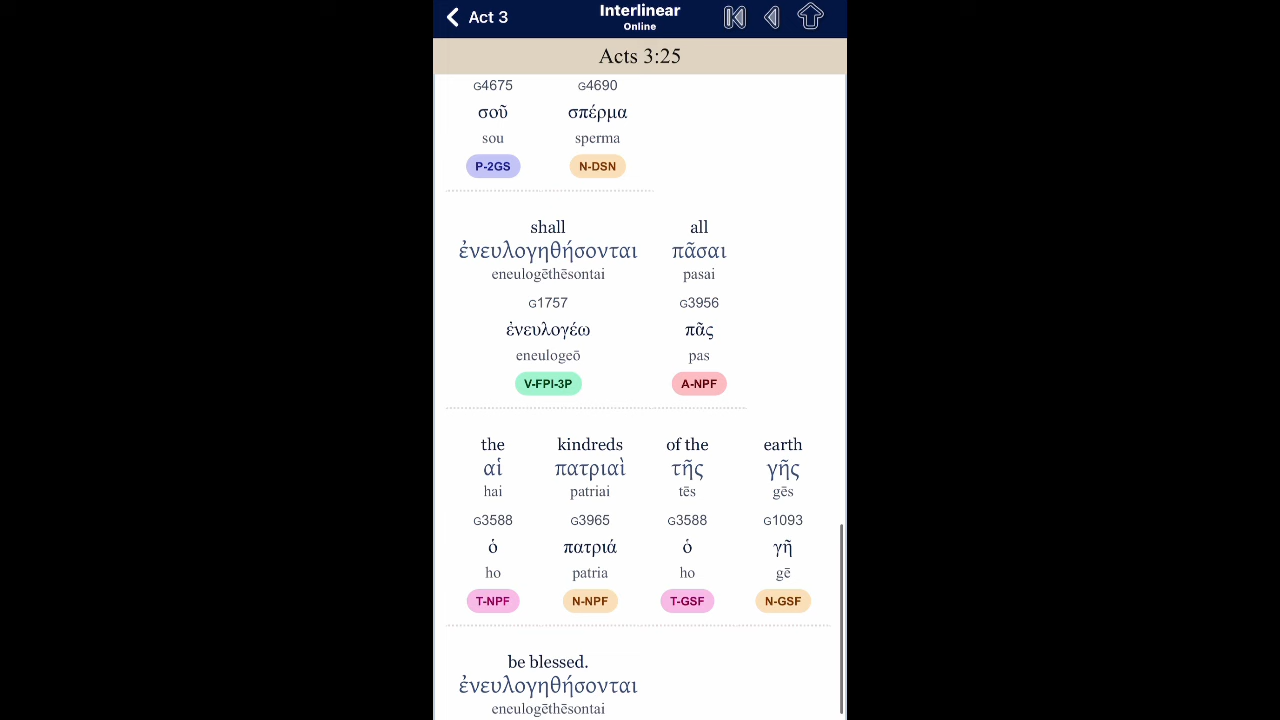 Act 3
Interlinear
Online
Acts 3:25
G4675 G4690
σοῦ σπέρμα
sou sperma
P-2GS N-DSN
shall all
ἐνευλογηθήσονται πᾶσαι
eneulogēthēsontai pasai
G1757 G3956
ἐνευλογέω πᾶς
eneulogeō pas
V-FPI-3P A-NPF
the kindreds of the earth
αἱ πατριαὶ τῆς γῆς
hai patriai tēs gēs
G3588 G3965 G3588 G1093
ὁ πατριά ὁ γῆ
ho patria ho gē
T-NPF N-NPF T-GSF N-GSF
be blessed.
ἐνευλογηθήσονται
eneulogēthēsontai